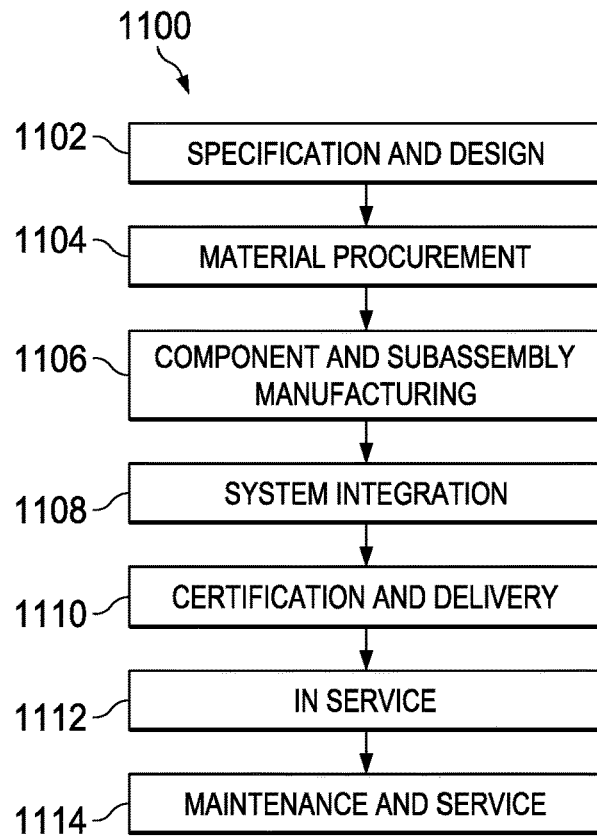 1100
1102
SPECIFICATION AND DESIGN
1104
MATERIAL PROCUREMENT
1106
COMPONENT AND SUBASSEMBLY
MANUFACTURING
1108
SYSTEM INTEGRATION
1110
CERTIFICATION AND DELIVERY
1112
IN SERVICE
1114
MAINTENANCE AND SERVICE